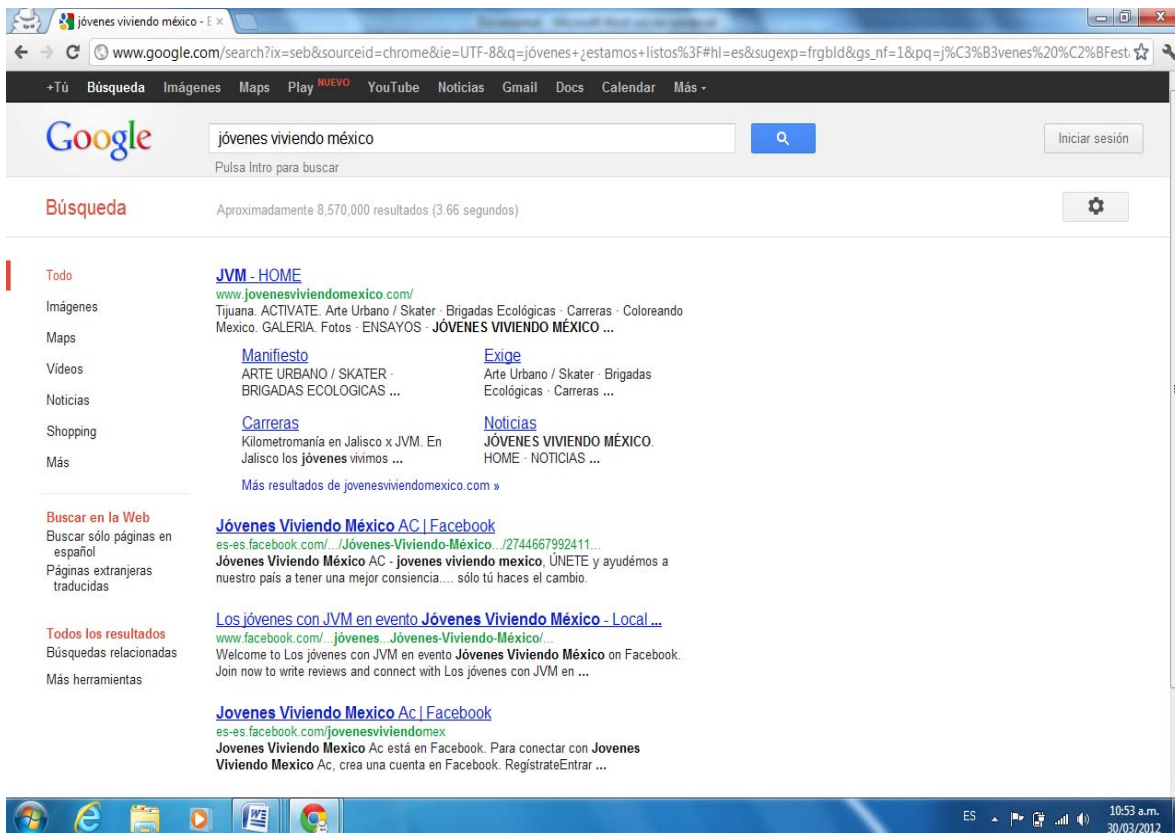 jóvenes viviendo méxico - B
www.google.com/search?ix=seb&sourceid=chrome&ie=UTF-8&q=jóvenes+¿estamos+listos%3F#hl=es&sugexp=frgbld&gs_nf=1&pq=j%C3%B3venes%20%C2%BFest
+Tú Búsqueda Imágenes Maps Play NUEVO YouTube Noticias Gmail Docs Calendar Más
Google
jóvenes viviendo méxico
Iniciar sesión
Pulsa Intro para buscar
Búsqueda
Aproximadamente 8,570,000 resultados (3.66 segundos)
Todo
Imágenes
Maps
Vídeos
Noticias
Shopping
Más
Buscar en la Web
Buscar sólo páginas en
español
Páginas extranjeras
traducidas
Todos los resultados
Búsquedas relacionadas
Más herramientas
JVM - HOME
www.jovenesviviendomexico.com/
Tijuana. ACTIVATE. Arte Urbano / Skater · Brigadas Ecológicas · Carreras · Coloreando
Mexico. GALERIA. Fotos · ENSAYOS · JÓVENES VIVIENDO MÉXICO ...
Manifiesto
ARTE URBANO / SKATER ·
BRIGADAS ECOLOGICAS ...
Exige
Arte Urbano / Skater · Brigadas
Ecológicas · Carreras ...
Carreras
Kilometromanía en Jalisco x JVM. En
Jalisco los jóvenes vivimos ...
Noticias
JÓVENES VIVIENDO MÉXICO.
HOME · NOTICIAS ...
Más resultados de jovenesviviendomexico.com »
Jóvenes Viviendo México AC | Facebook
es-es.facebook.com/.../Jóvenes-Viviendo-México.../2744667992411...
Jóvenes Viviendo México AC - jovenes viviendo mexico, ÚNETE y ayudémos a
nuestro país a tener una mejor consiencia.... sólo tú haces el cambio.
Los jóvenes con JVM en evento Jóvenes Viviendo México - Local ...
www.facebook.com/...jóvenes...Jóvenes-Viviendo-México/...
Welcome to Los jóvenes con JVM en evento Jóvenes Viviendo México on Facebook.
Join now to write reviews and connect with Los jóvenes con JVM en ...
Jovenes Viviendo Mexico Ac | Facebook
es-es.facebook.com/jovenesviviendomex
Jovenes Viviendo Mexico Ac está en Facebook. Para conectar con Jovenes
Viviendo Mexico Ac, crea una cuenta en Facebook. RegístrateEntrar ...
ES
10:53 a.m.
30/03/2012